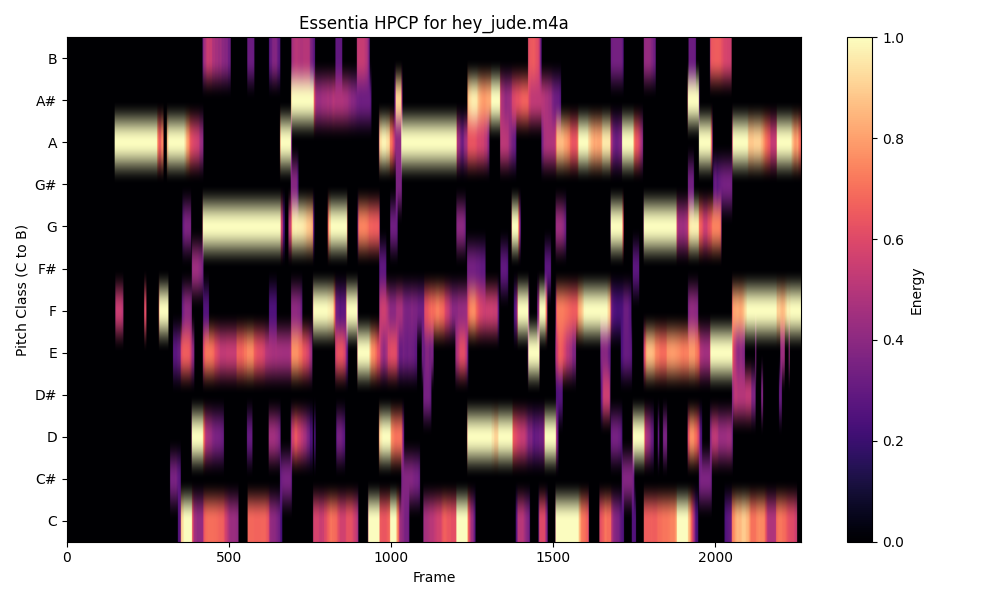 Essentia HPCP for hey_jude.m4a
Pitch Class (C to B)
B
A#
A
G#
G
F#
F
E
D#
D
C#
C
0
500
1000
1500
2000
Frame
1.0
0.8
0.6
0.4
0.2
0.0
Energy